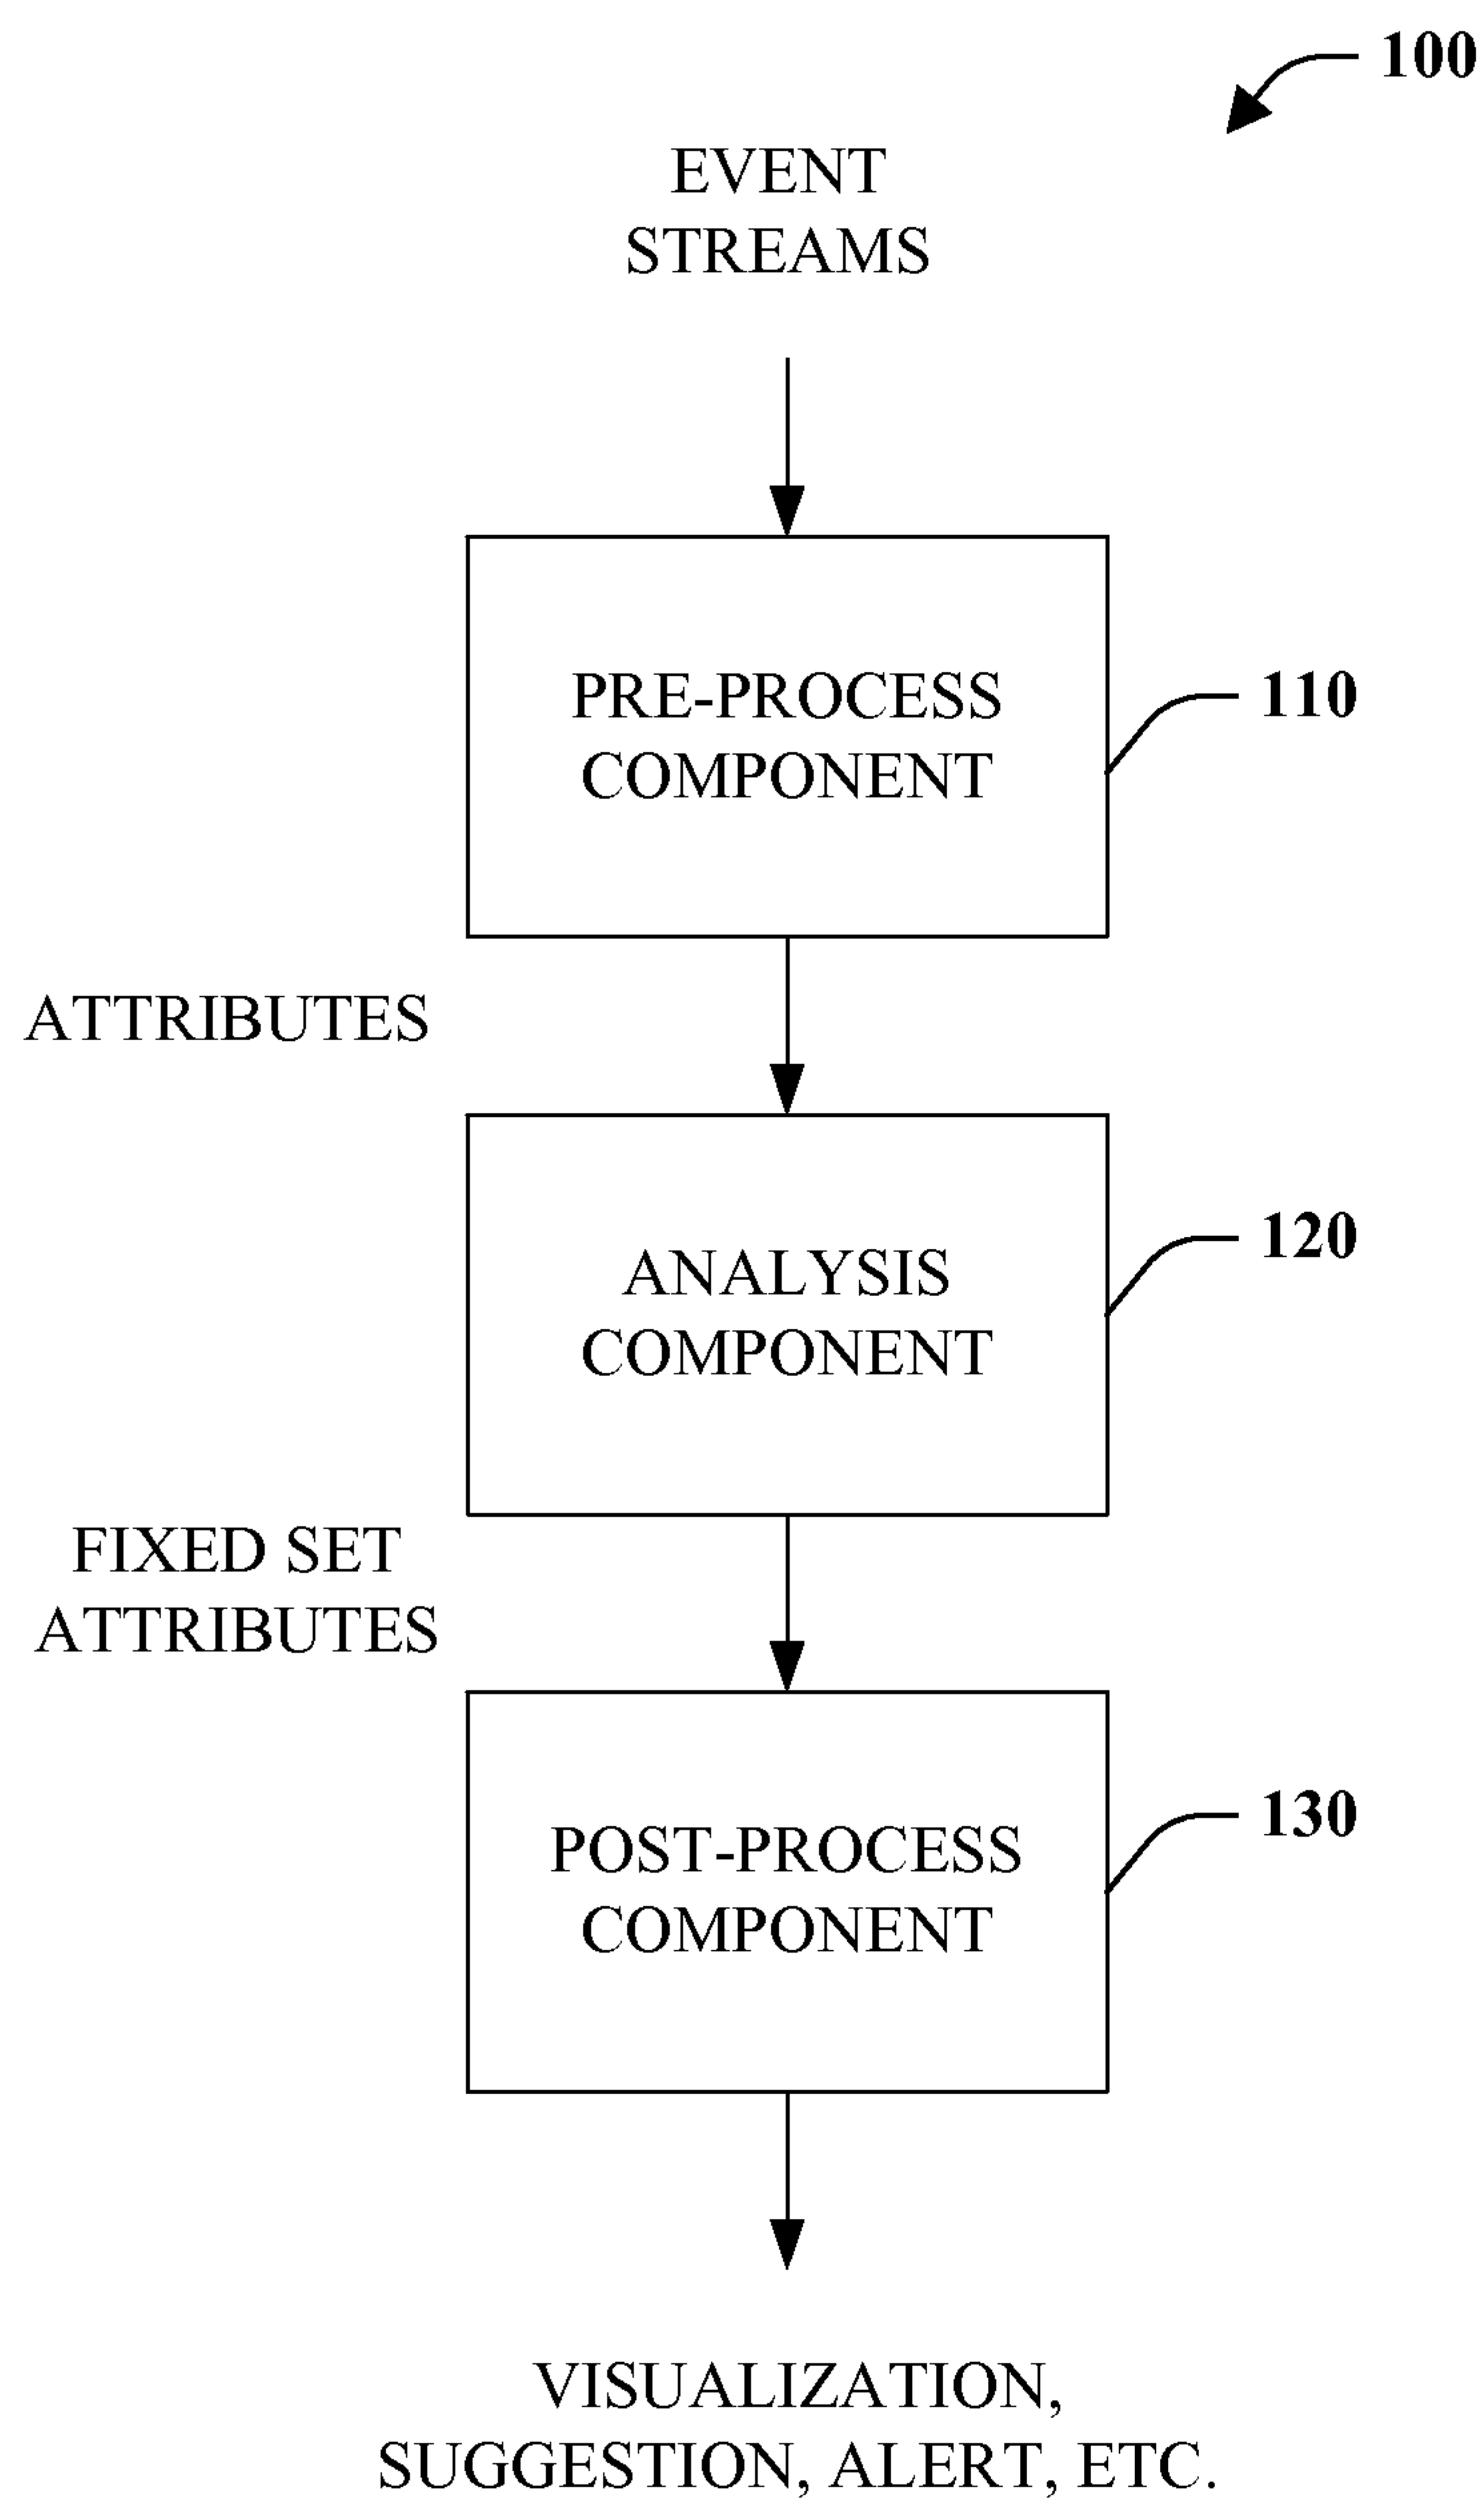 100
EVENT
STREAMS
PRE-PROCESS
COMPONENT
110
ATTRIBUTES
ANALYSIS
COMPONENT
120
FIXED SET
ATTRIBUTES
POST-PROCESS
COMPONENT
130
VISUALIZATION,
SUGGESTION, ALERT, ETC.